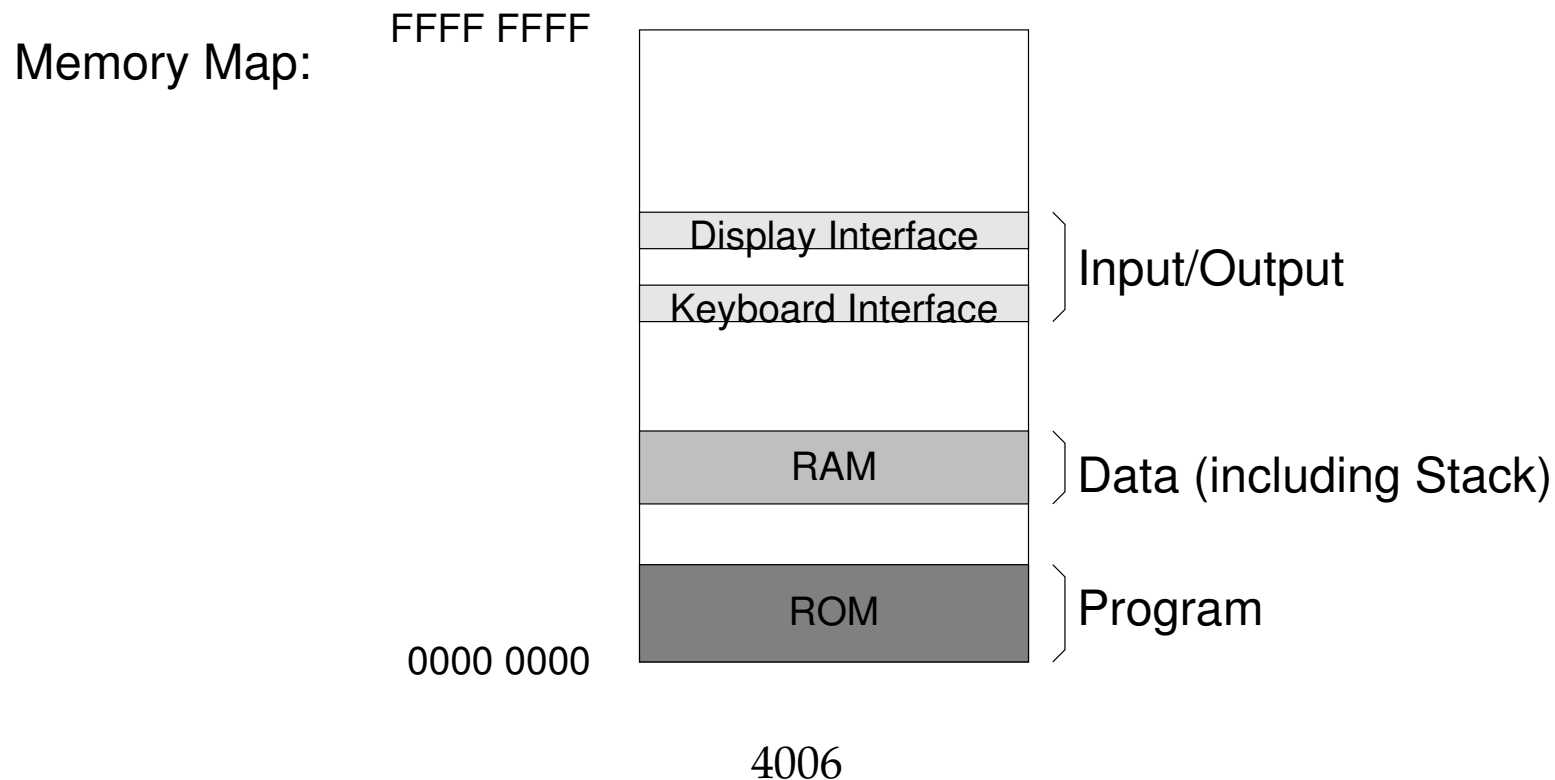 FFFF FFFF
Memory Map:
Display Interface
Input/Output
Keyboard Interface
RAM
Data (including Stack)
ROM
Program
0000 0000
4006